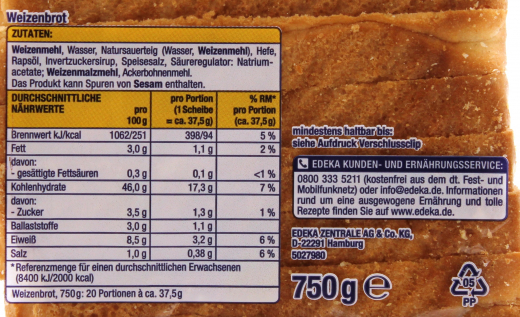 Weizenbrot
ZUTATEN:
Weizenmehl, Wasser, Natursauerteig (Wasser, Weizenmehl), Hefe,
Rapsöl, Invertzuckersirup, Speisesalz, Säureregulator: Natrium-
acetate; Weizenmalzmehl, Ackerbohnenmehl.
Das Produkt kann Spuren von Sesam enthalten.
DURCHSCHNITTLICHE NÄHRWERTE pro 100g pro Portion (1 Scheibe = ca. 37,5g) % RM* pro Portion (ca. 37,5g)
Brennwert kJ/kcal 1062/251 398/94 5 %
Fett 3,0 g 1,1 g 2 %
davon:
- gesättigte Fettsäuren 0,3 g 0,1 g <1 %
Kohlenhydrate 46,0 g 17,3 g 7 %
davon:
- Zucker 3,5 g 1,3 g 1 %
Ballaststoffe 3,0 g 1,1 g
Eiweiß 8,5 g 3,2 g 6 %
Salz 1,0 g 0,38 g 6 %
*Referenzmenge für einen durchschnittlichen Erwachsenen
(8400 kJ/2000 kcal)
Weizenbrot, 750g: 20 Portionen à ca. 37,5g
mindestens haltbar bis:
siehe Aufdruck Verschlussclip
EDEKA KUNDEN- UND ERNÄHRUNGSSERVICE:
0800 333 5211 (kostenfrei aus dem dt. Fest- und
Mobilfunknetz) oder info@edeka.de. Informationen
rund um eine ausgewogene Ernährung und tolle
Rezepte finden Sie auf www.edeka.de.
EDEKA ZENTRALE AG & Co. KG,
D-22291 Hamburg
5027980
750g e
05
PP